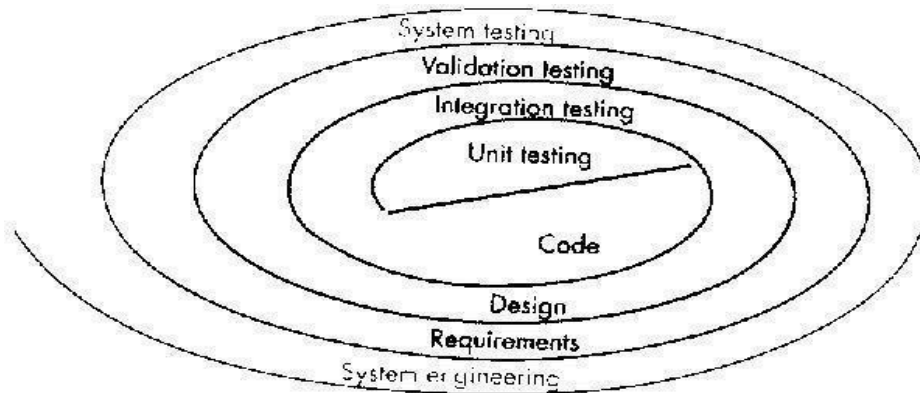 System testing
Validation testing
Integration testing
Unit testing
Code
Design
Requirements
System engineering